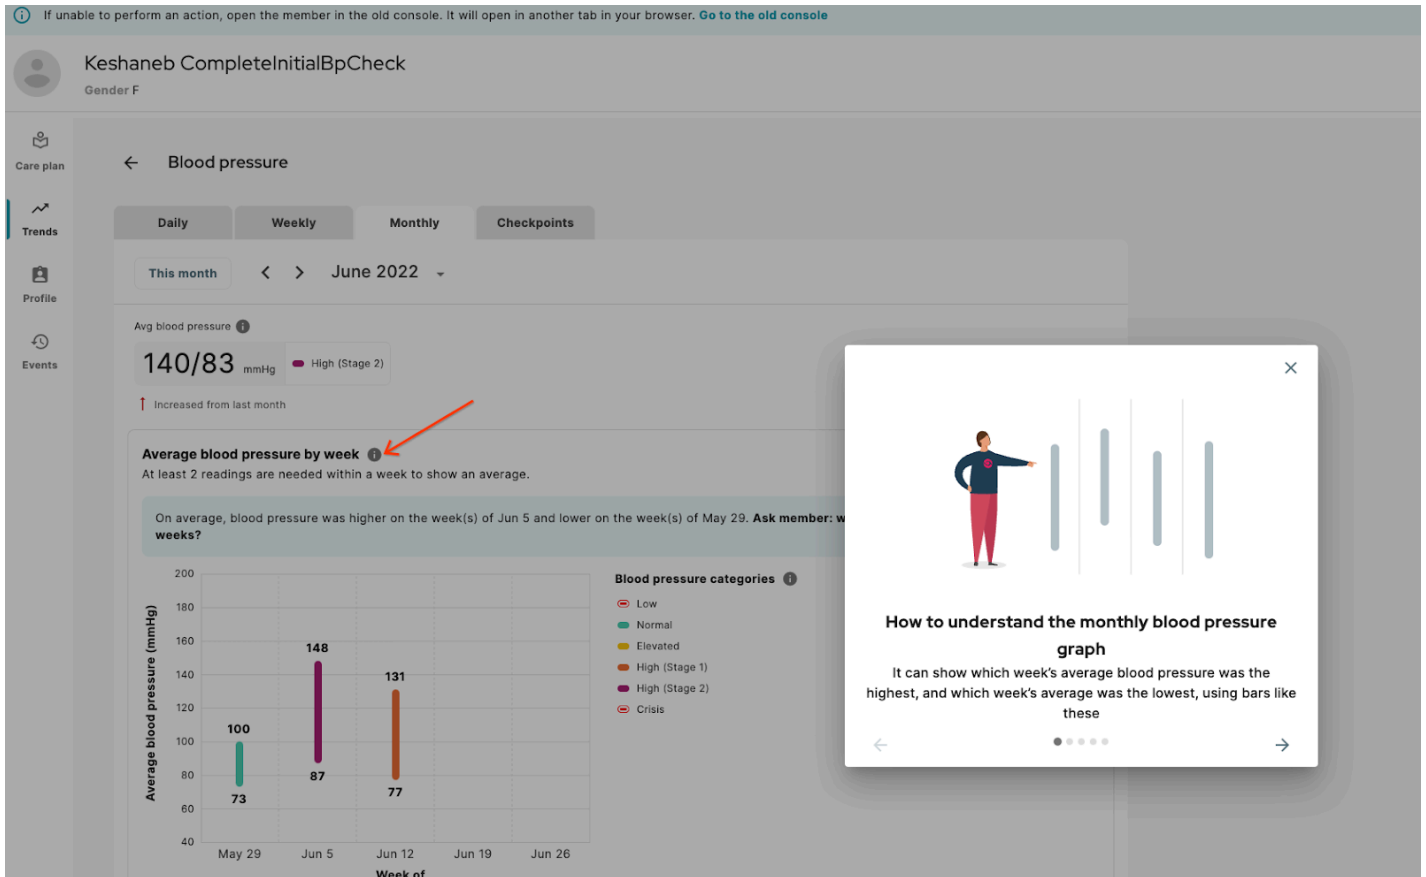 If unable to perform an action, open the member in the old console. It will open in another tab in your browser. Go to the old console
Keshaneb CompleteInitialBpCheck
Gender F
Care plan
Trends
Profile
Events
Blood pressure
Daily
Weekly
Monthly
Checkpoints
This month
June 2022
Avg blood pressure
140/83 mmHg
High (Stage 2)
Increased from last month
Average blood pressure by week
At least 2 readings are needed within a week to show an average.
On average, blood pressure was higher on the week(s) of Jun 5 and lower on the week(s) of May 29. Ask member: w
weeks?
Average blood pressure (mmHg)
200
180
160
140
120
100
80
60
40
100
73
148
87
131
77
May 29
Jun 5
Jun 12
Jun 19
Jun 26
Week of
Blood pressure categories
Low
Normal
Elevated
High (Stage 1)
High (Stage 2)
Crisis
How to understand the monthly blood pressure
graph
It can show which week’s average blood pressure was the
highest, and which week’s average was the lowest, using bars like
these